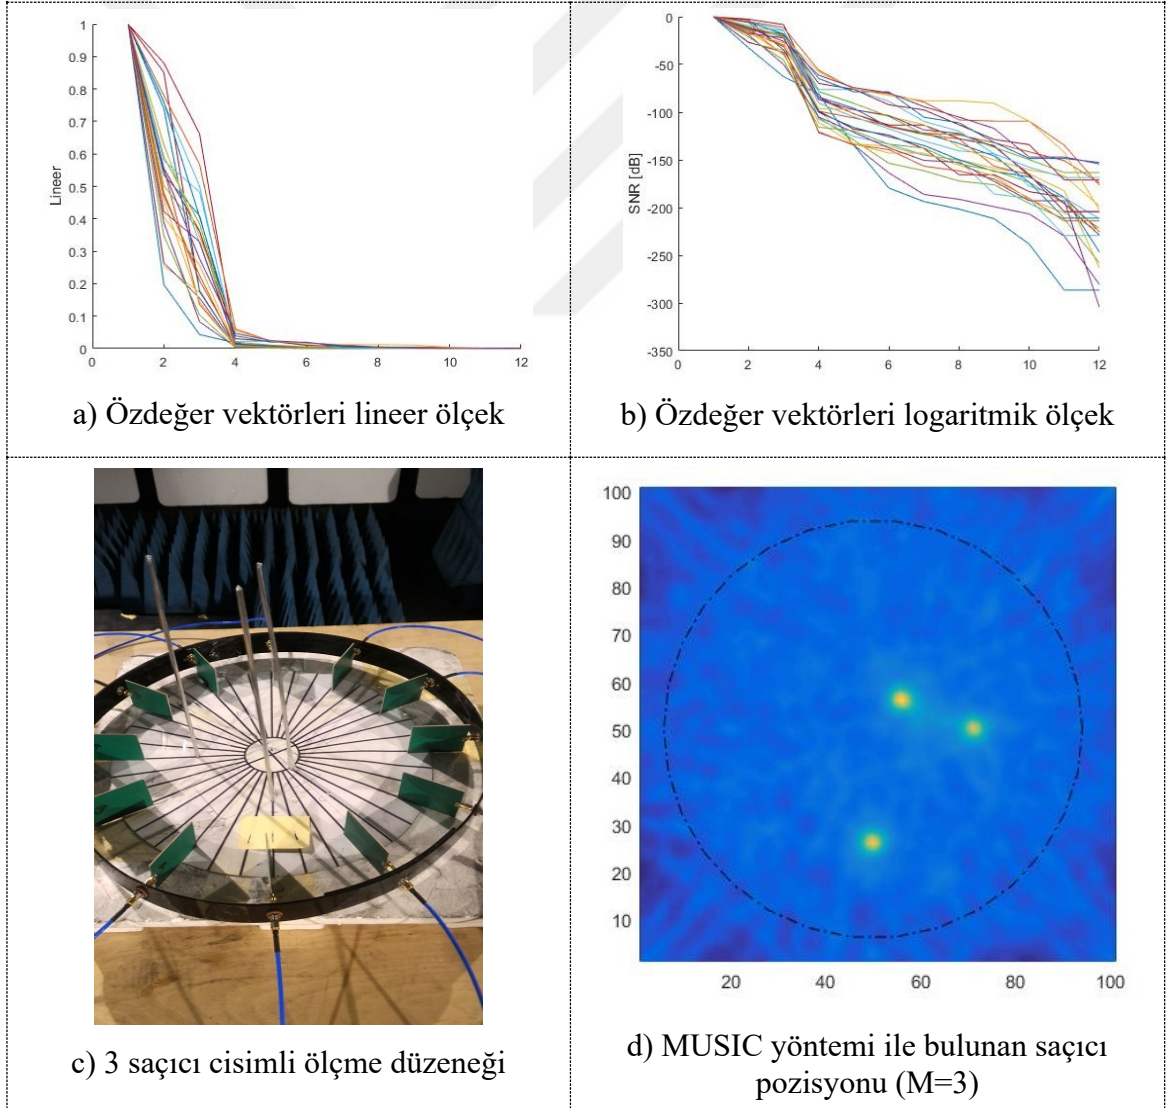 1
0.9
0.8
0.7
0.6
0.5
0.4
0.3
0.2
0.1
0
Lineer
0 2 4 6 8 10 12
a) Özdeğer vektörleri lineer ölçek
0
-50
-100
-150
-200
-250
-300
-350
SNR [dB]
0 2 4 6 8 10 12
b) Özdeğer vektörleri logaritmik ölçek
c) 3 saçıcı cisimli ölçme düzeneği
100
90
80
70
60
50
40
30
20
10
20 40 60 80 100
d) MUSIC yöntemi ile bulunan saçıcı
pozisyonu (M=3)